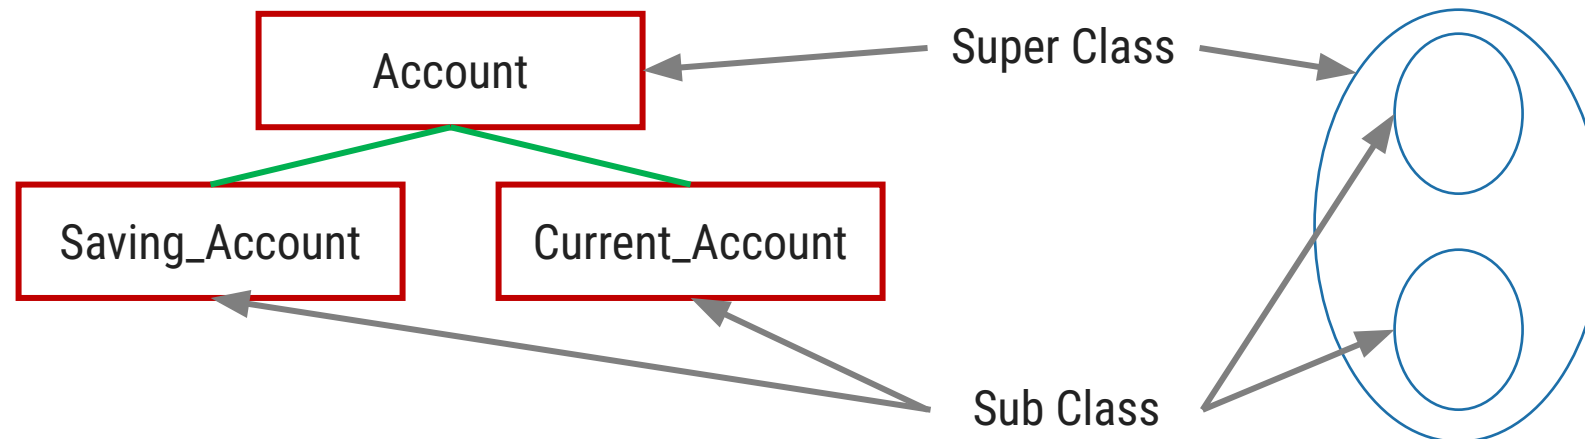 Super Class
Account
Saving_Account
Current_Account
Sub Class